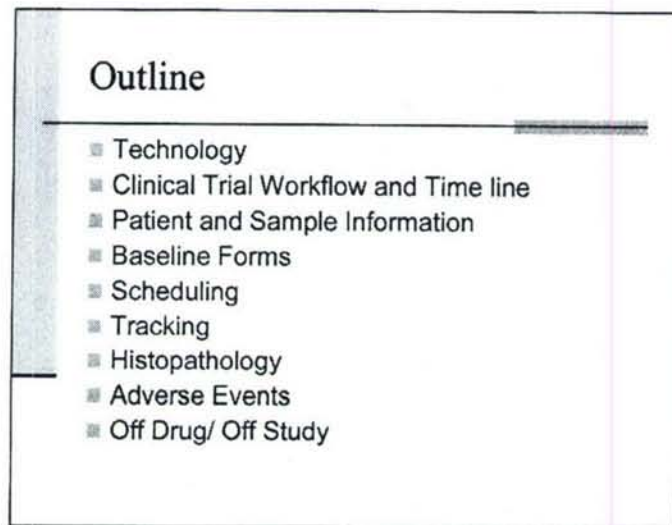 Outline
Technology
Clinical Trial Workflow and Time line
Patient and Sample Information
Baseline Forms
Scheduling
Tracking
Histopathology
Adverse Events
Off Drug/ Off Study